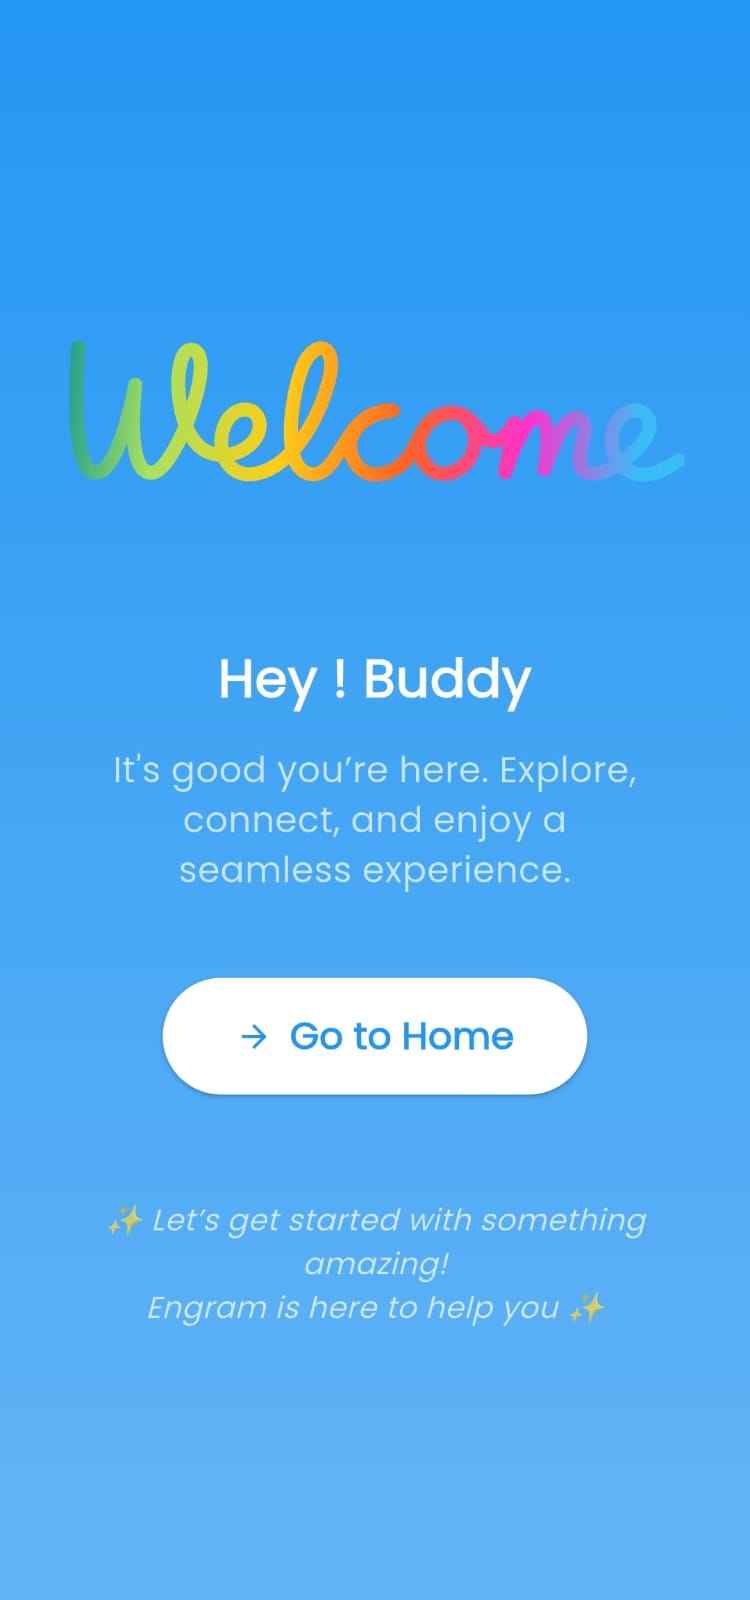 Welcome
Hey ! Buddy
It's good you’re here. Explore,
connect, and enjoy a
seamless experience.
→ Go to Home
✨ Let’s get started with something
amazing!
Engram is here to help you ✨